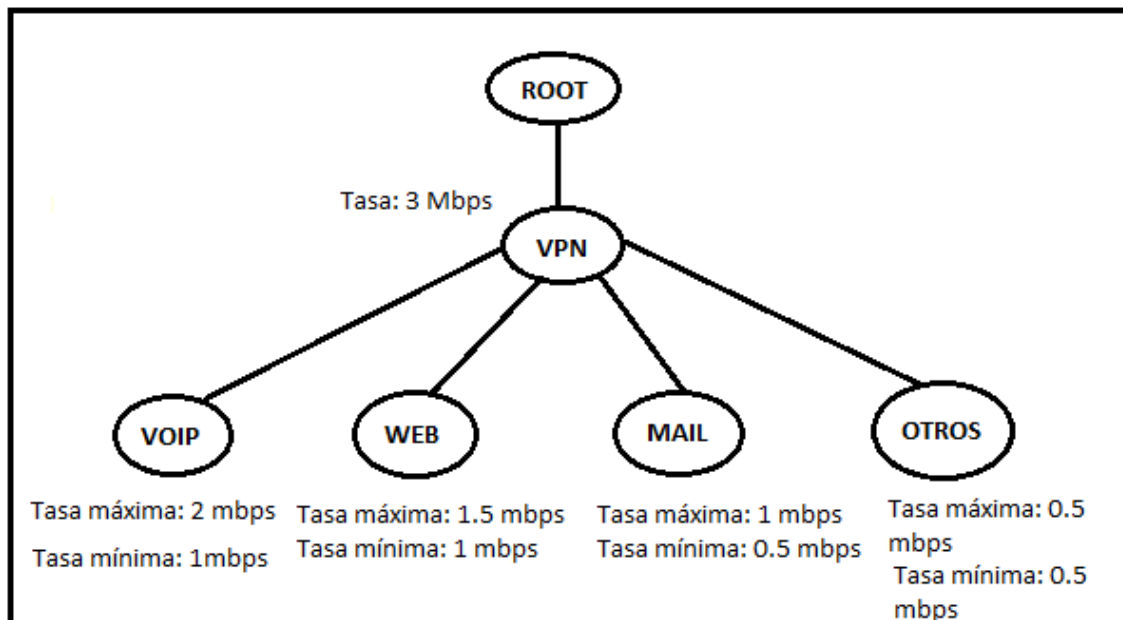 ROOT
Tasa: 3 Mbps
VPN
VOIP
WEB
MAIL
OTROS
Tasa máxima: 2 mbps
Tasa mínima: 1mbps
Tasa máxima: 1.5 mbps
Tasa mínima: 1 mbps
Tasa máxima: 1 mbps
Tasa mínima: 0.5 mbps
Tasa máxima: 0.5
mbps
Tasa mínima: 0.5
mbps